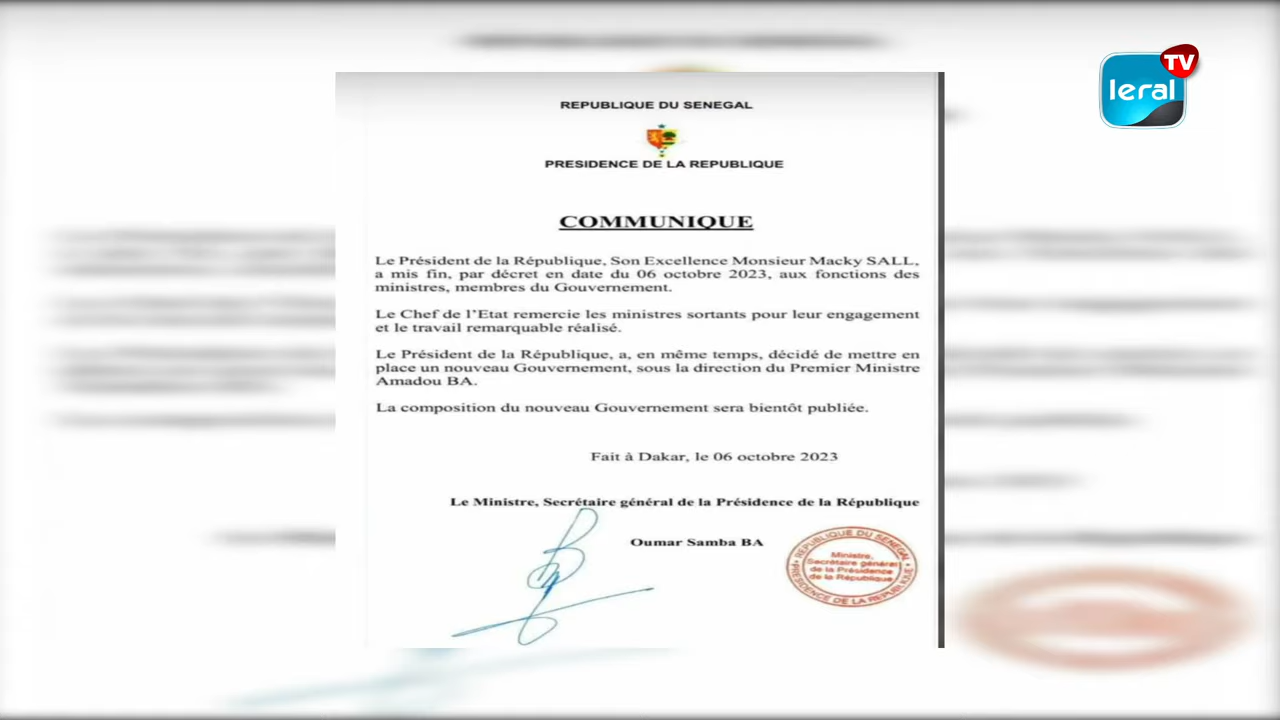 REPUBLIQUE DU SENEGAL
PRESIDENCE DE LA REPUBLIQUE
leral TV
COMMUNIQUE
Le Président de la République, Son Excellence Monsieur Macky SALL,
a mis fin, par décret en date du 06 octobre 2023, aux fonctions des
ministres, membres du Gouvernement.
Le Chef de l'Etat remercie les ministres sortants pour leur engagement
et le travail remarquable réalisé.
Le Président de la République, a, en même temps, décidé de mettre en
place un nouveau Gouvernement, sous la direction du Premier Ministre
Amadou BA.
La composition du nouveau Gouvernement sera bientôt publiée.
Fait à Dakar, le 06 octobre 2023
Le Ministre, Secrétaire général de la Présidence de la République
Oumar Samba BA
REPUBLIQUE DU SENEGAL
Ministre,
Secrétaire général
de la Présidence
de la République
PRESIDENCE DE LA REPUBLIQUE